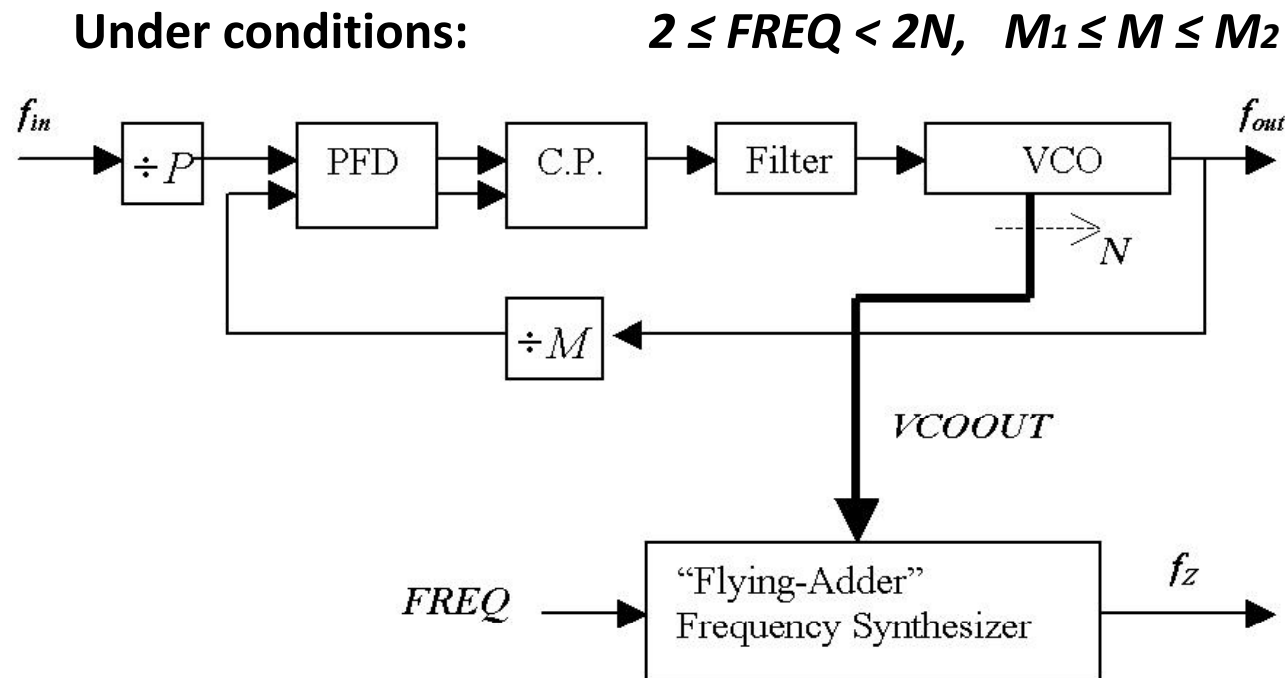 Under conditions: 2 ≤ FREQ < 2N, M1 ≤ M ≤ M2
fin
÷P
PFD
C.P.
Filter
VCO
fout
N
÷M
VCOOUT
FREQ
“Flying-Adder”
Frequency Synthesizer
fZ